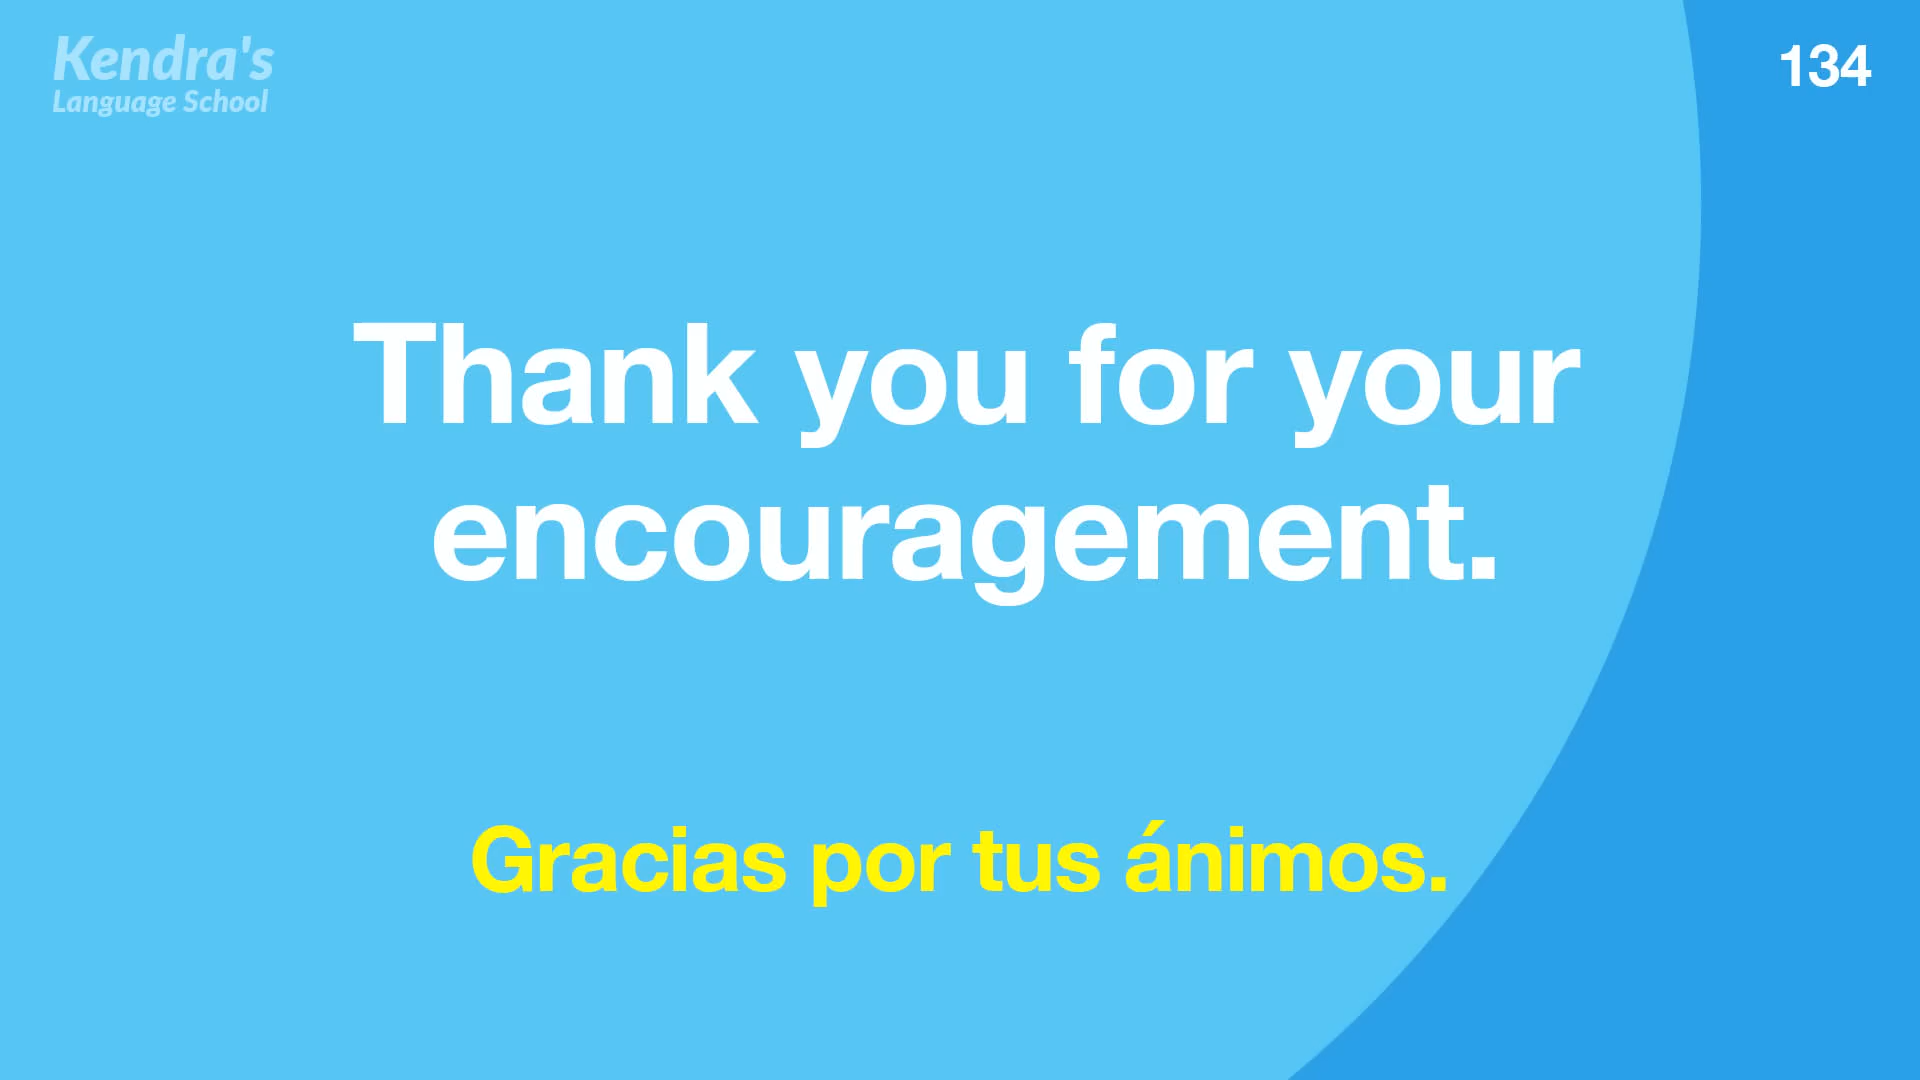 Kendra's
Language School
134
Thank you for your
encouragement.
Gracias por tus ánimos.